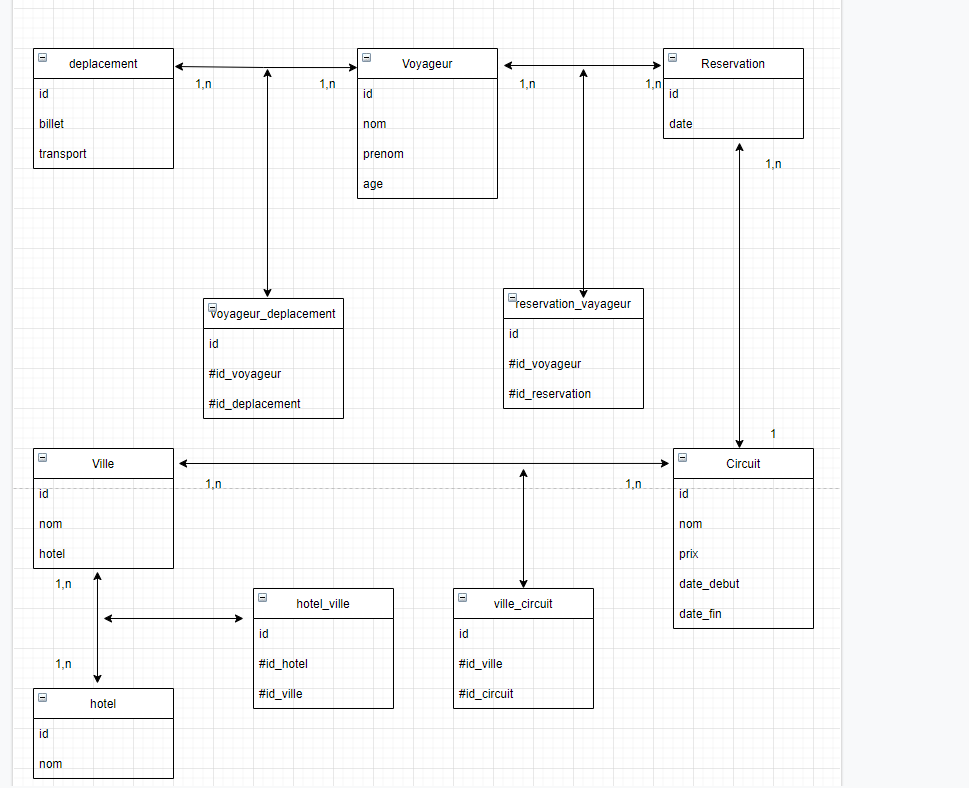 deplacement
id
billet
transport
1,n
1,n
Voyageur
id
nom
prenom
age
1,n
1,n
Reservation
id
date
1,n
voyageur_deplacement
id
#id_voyageur
#id_deplacement
reservation_vayageur
id
#id_voyageur
#id_reservation
1
Ville
id
nom
hotel
1,n
1,n
Circuit
id
nom
prix
date_debut
date_fin
1,n
1,n
hotel_ville
id
#id_hotel
#id_ville
ville_circuit
id
#id_ville
#id_circuit
hotel
id
nom